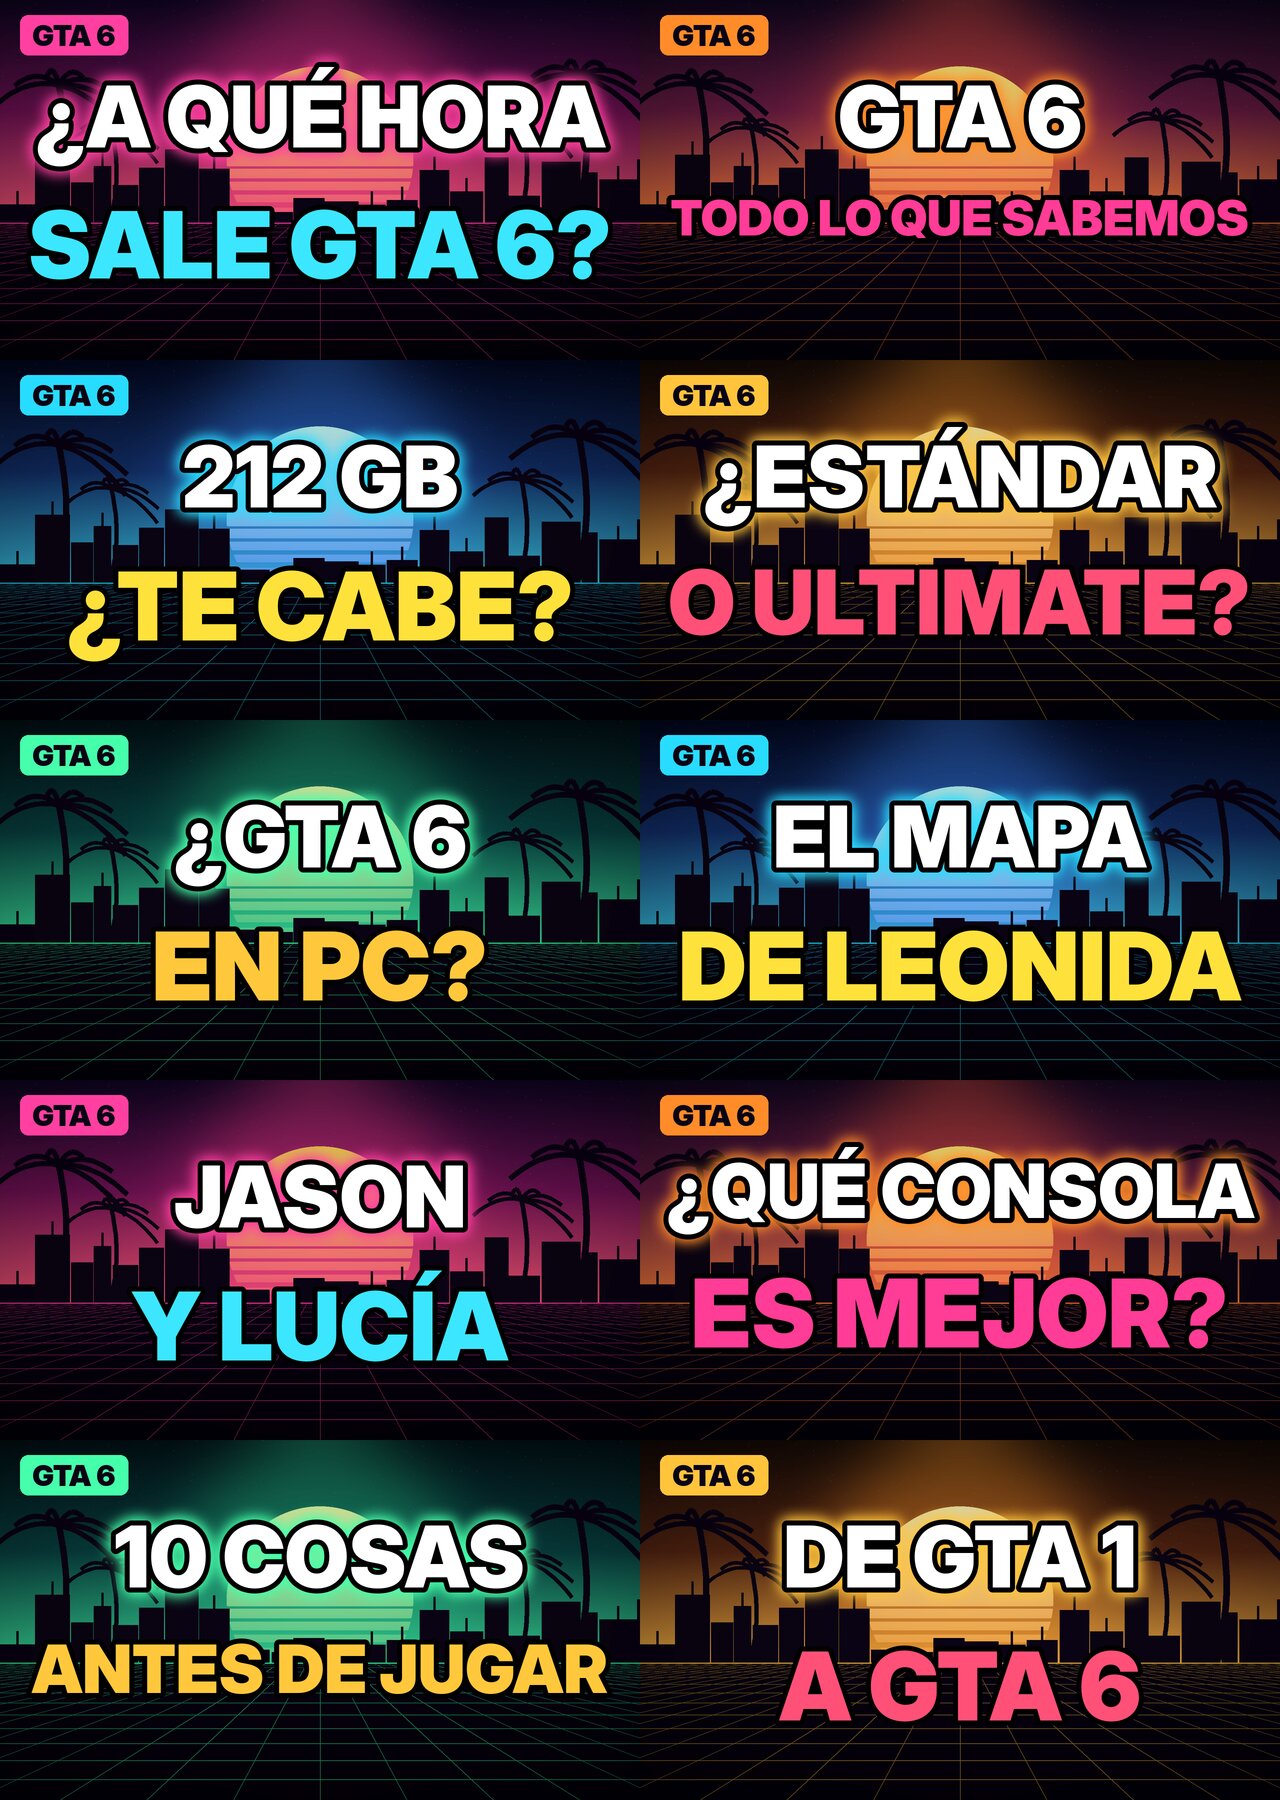 GTA 6
¿A QUÉ HORA
SALE GTA 6?
GTA 6
GTA 6
TODO LO QUE SABEMOS
GTA 6
212 GB
¿TE CABE?
GTA 6
¿ESTÁNDAR
O ULTIMATE?
GTA 6
¿GTA 6
EN PC?
GTA 6
EL MAPA
DE LEONIDA
GTA 6
JASON
Y LUCÍA
GTA 6
¿QUÉ CONSOLA
ES MEJOR?
GTA 6
10 COSAS
ANTES DE JUGAR
GTA 6
DE GTA 1
A GTA 6